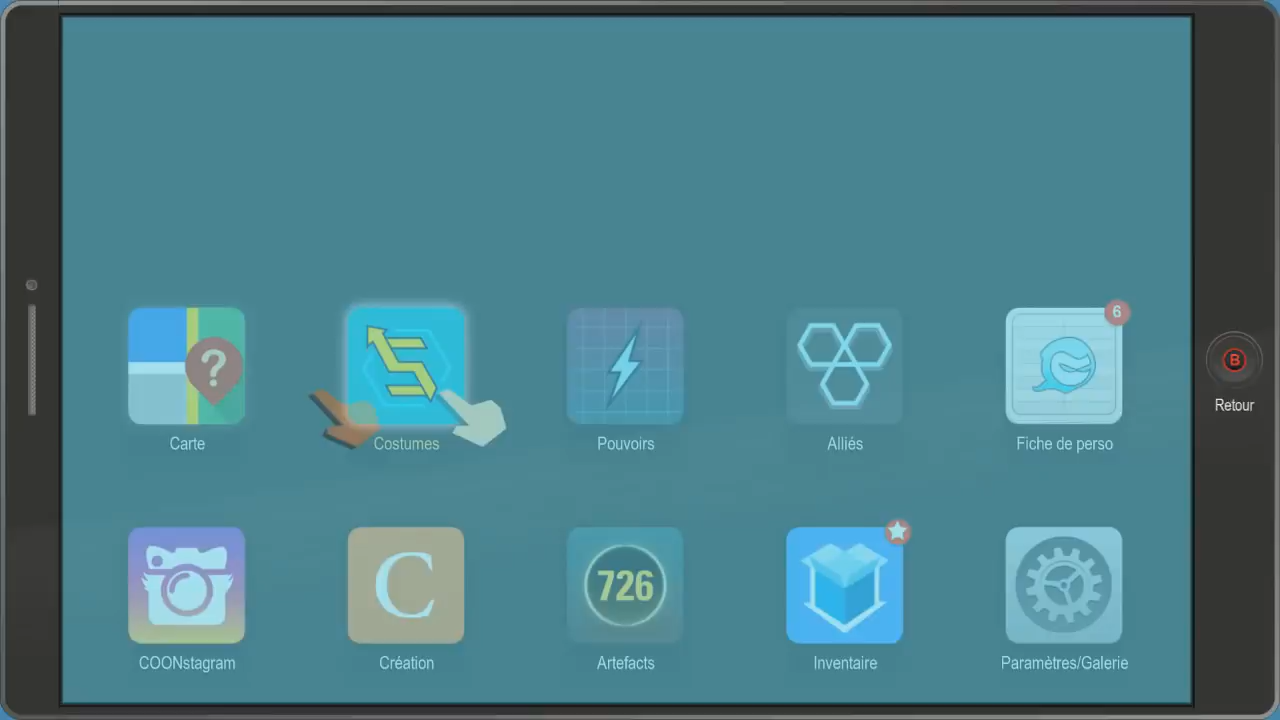 6
Carte
Costumes
Pouvoirs
Alliés
Fiche de perso
B
Retour
C
726
COONstagram
Création
Artefacts
Inventaire
Paramètres/Galerie